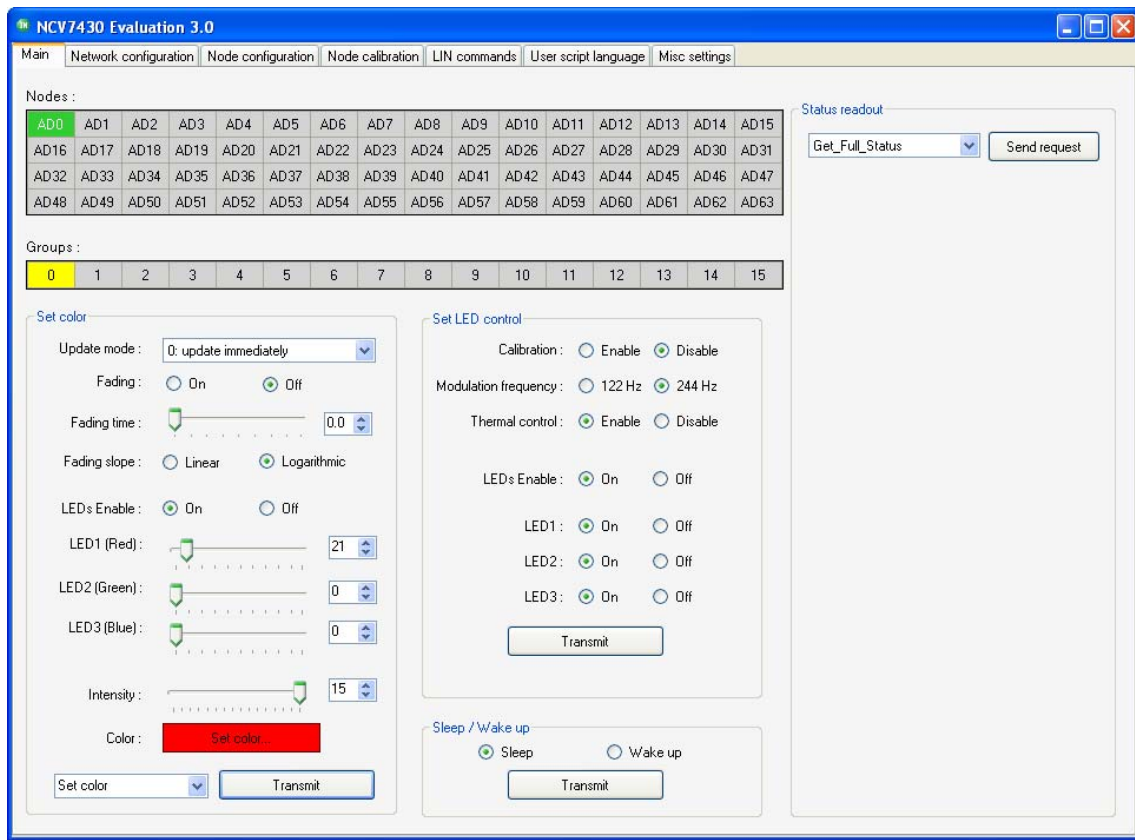 NCV7430 Evaluation 3.0
Main Network configuration Node configuration Node calibration LIN commands User script language Misc settings
Nodes :
AD0 AD1 AD2 AD3 AD4 AD5 AD6 AD7 AD8 AD9 AD10 AD11 AD12 AD13 AD14 AD15
AD16 AD17 AD18 AD19 AD20 AD21 AD22 AD23 AD24 AD25 AD26 AD27 AD28 AD29 AD30 AD31
AD32 AD33 AD34 AD35 AD36 AD37 AD38 AD39 AD40 AD41 AD42 AD43 AD44 AD45 AD46 AD47
AD48 AD49 AD50 AD51 AD52 AD53 AD54 AD55 AD56 AD57 AD58 AD59 AD60 AD61 AD62 AD63
Groups :
0 1 2 3 4 5 6 7 8 9 10 11 12 13 14 15
Set color
Update mode : 0: update immediately
Fading : On Off
Fading time : 0.0
Fading slope : Linear Logarithmic
LEDs Enable : On Off
LED1 (Red) : 21
LED2 (Green) : 0
LED3 (Blue) : 0
Intensity : 15
Color : Set color...
Set color Transmit
Set LED control
Calibration : Enable Disable
Modulation frequency : 122 Hz 244 Hz
Thermal control : Enable Disable
LEDs Enable : On Off
LED1 : On Off
LED2 : On Off
LED3 : On Off
Transmit
Sleep / Wake up
Sleep Wake up
Transmit
Status readout
Get_Full_Status Send request